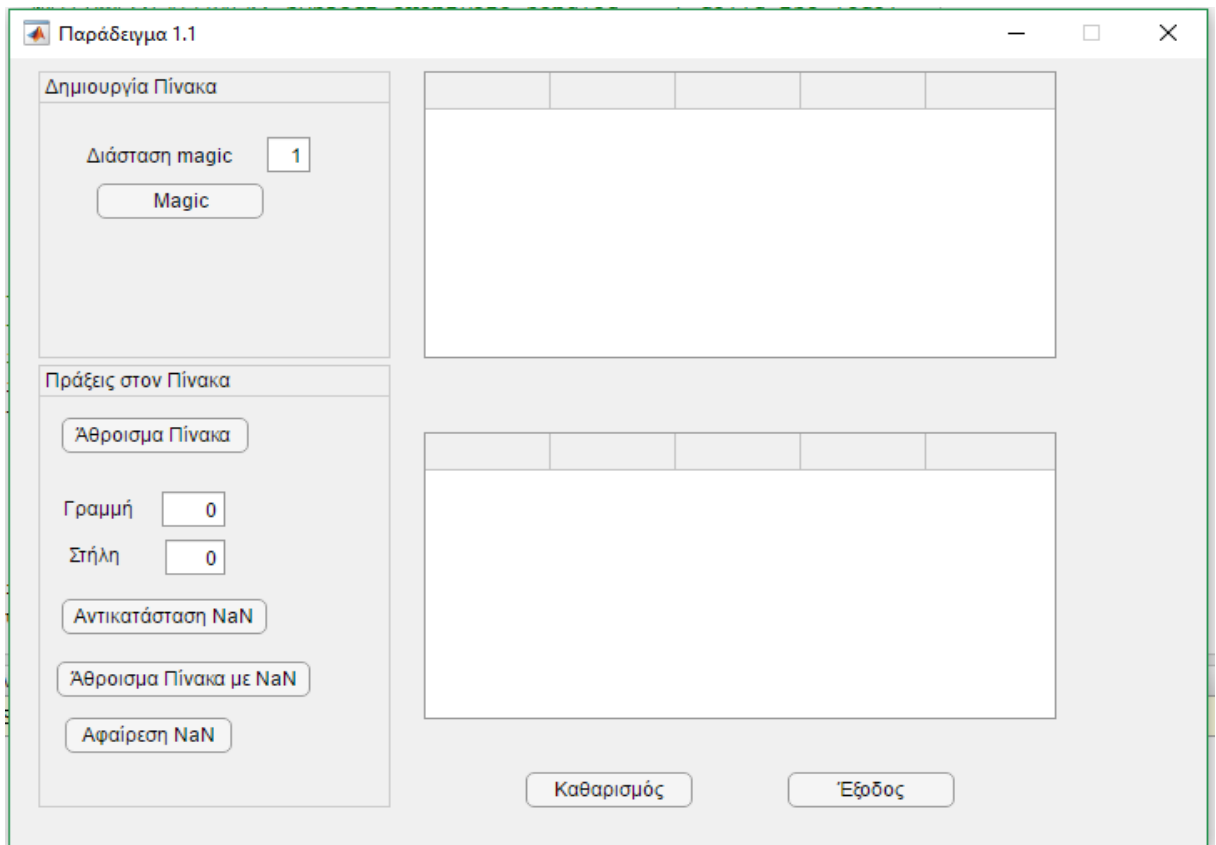 Παράδειγμα 1.1
Δημιουργία Πίνακα
Διάσταση magic 1
Magic
Πράξεις στον Πίνακα
Άθροισμα Πίνακα
Γραμμή 0
Στήλη 0
Αντικατάσταση NaN
Άθροισμα Πίνακα με NaN
Αφαίρεση NaN
Καθαρισμός
Έξοδος